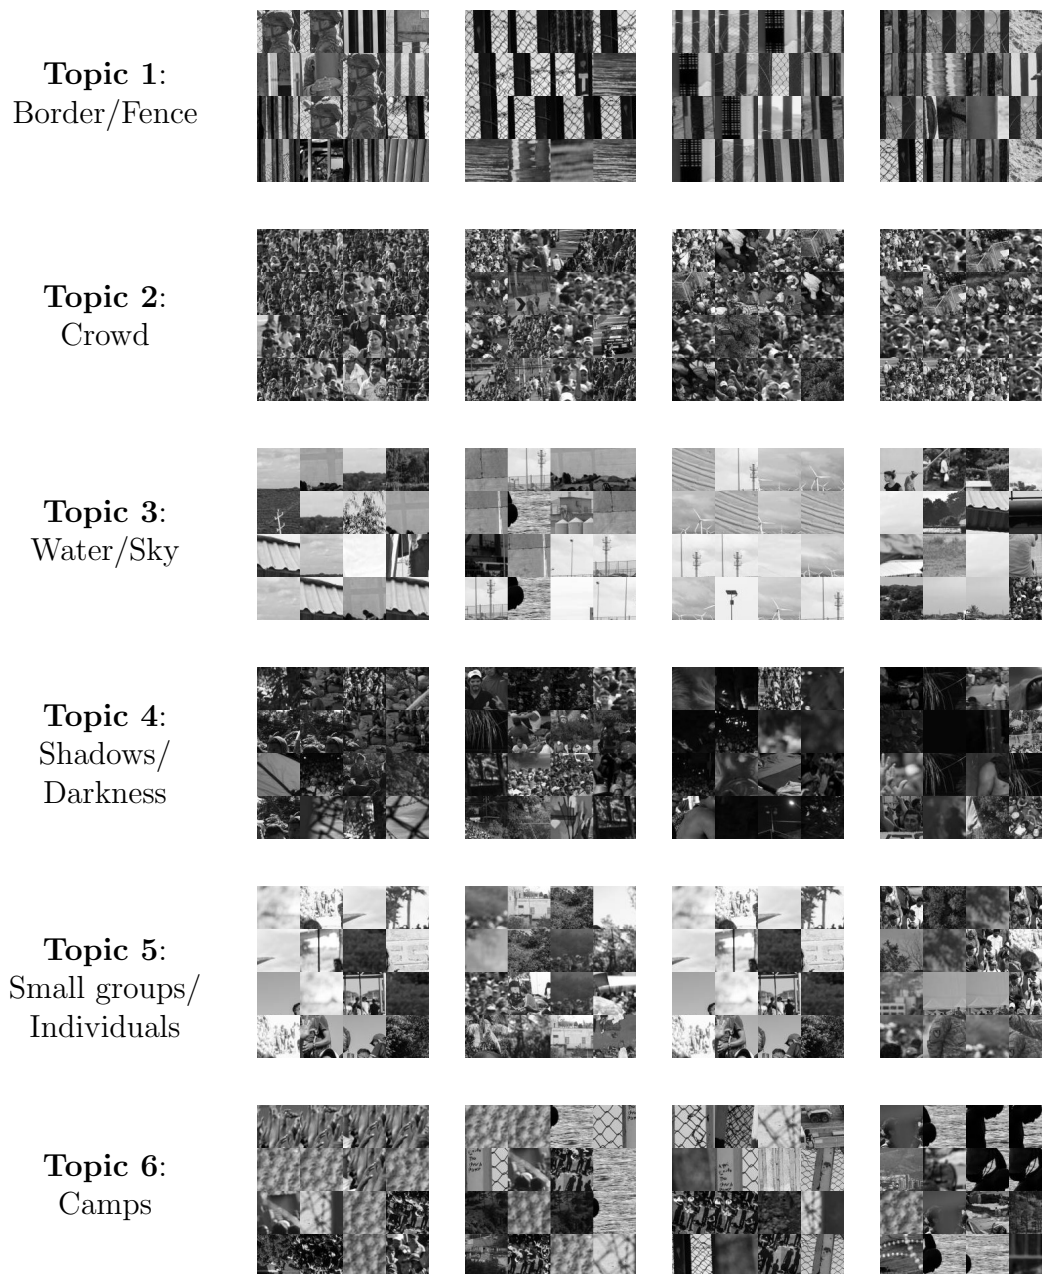 Topic 1:
Border/Fence
Topic 2:
Crowd
Topic 3:
Water/Sky
Topic 4:
Shadows/
Darkness
Topic 5:
Small groups/
Individuals
Topic 6:
Camps